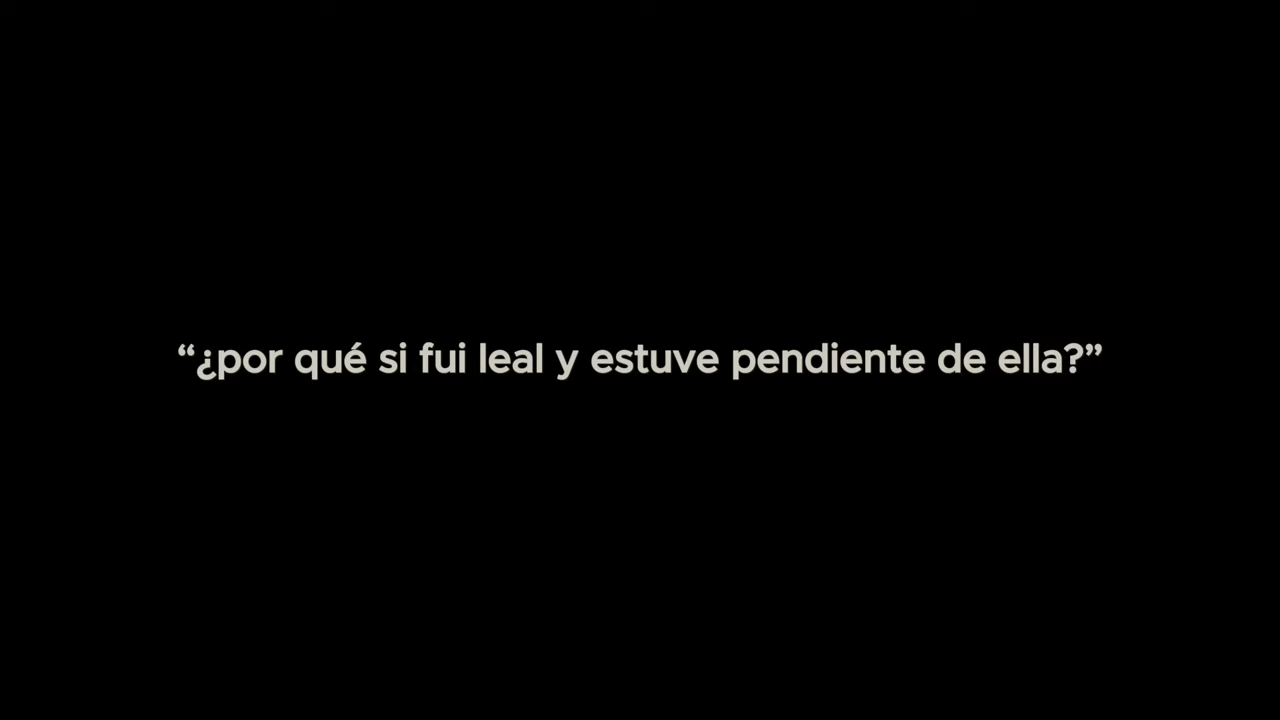 “¿por qué si fui leal y estuve pendiente de ella?”